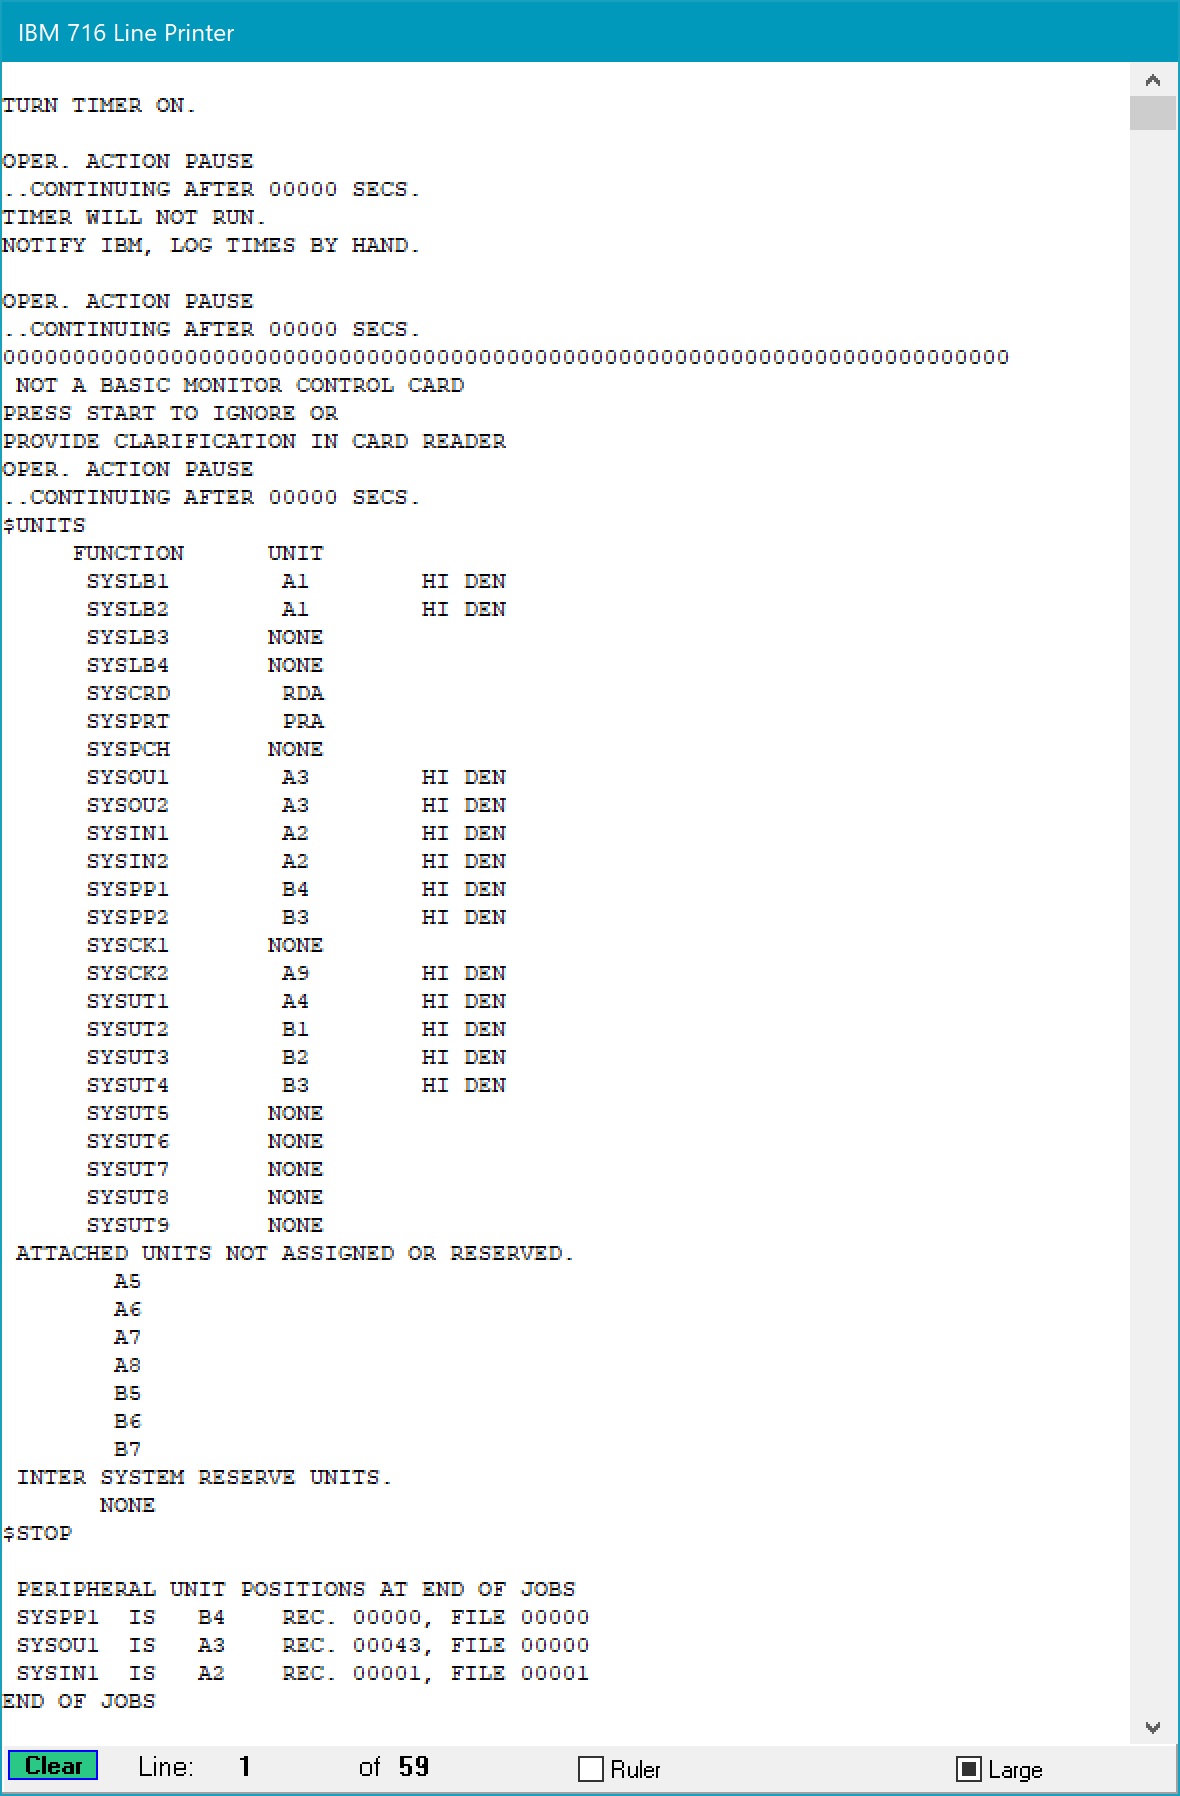 IBM 716 Line Printer
TURN TIMER ON.
OPER. ACTION PAUSE
..CONTINUING AFTER 00000 SECS.
TIMER WILL NOT RUN.
NOTIFY IBM, LOG TIMES BY HAND.
OPER. ACTION PAUSE
..CONTINUING AFTER 00000 SECS.
000000000000000000000000000000000000000000000000000000000000000000000000
NOT A BASIC MONITOR CONTROL CARD
PRESS START TO IGNORE OR
PROVIDE CLARIFICATION IN CARD READER
OPER. ACTION PAUSE
..CONTINUING AFTER 00000 SECS.
$UNITS
FUNCTION UNIT
SYSLB1 A1 HI DEN
SYSLB2 A1 HI DEN
SYSLB3 NONE
SYSLB4 NONE
SYSCRD RDA
SYSPRT PRA
SYSPCH NONE
SYSOU1 A3 HI DEN
SYSOU2 A3 HI DEN
SYSIN1 A2 HI DEN
SYSIN2 A2 HI DEN
SYSPP1 B4 HI DEN
SYSPP2 B3 HI DEN
SYSCK1 NONE
SYSCK2 A9 HI DEN
SYSUT1 A4 HI DEN
SYSUT2 B1 HI DEN
SYSUT3 B2 HI DEN
SYSUT4 B3 HI DEN
SYSUT5 NONE
SYSUT6 NONE
SYSUT7 NONE
SYSUT8 NONE
SYSUT9 NONE
ATTACHED UNITS NOT ASSIGNED OR RESERVED.
A5
A6
A7
A8
B5
B6
B7
INTER SYSTEM RESERVE UNITS.
NONE
$STOP
PERIPHERAL UNIT POSITIONS AT END OF JOBS
SYSPP1 IS B4 REC. 00000, FILE 00000
SYSOU1 IS A3 REC. 00043, FILE 00000
SYSIN1 IS A2 REC. 00001, FILE 00001
END OF JOBS
Clear Line: 1 of 59 Ruler Large